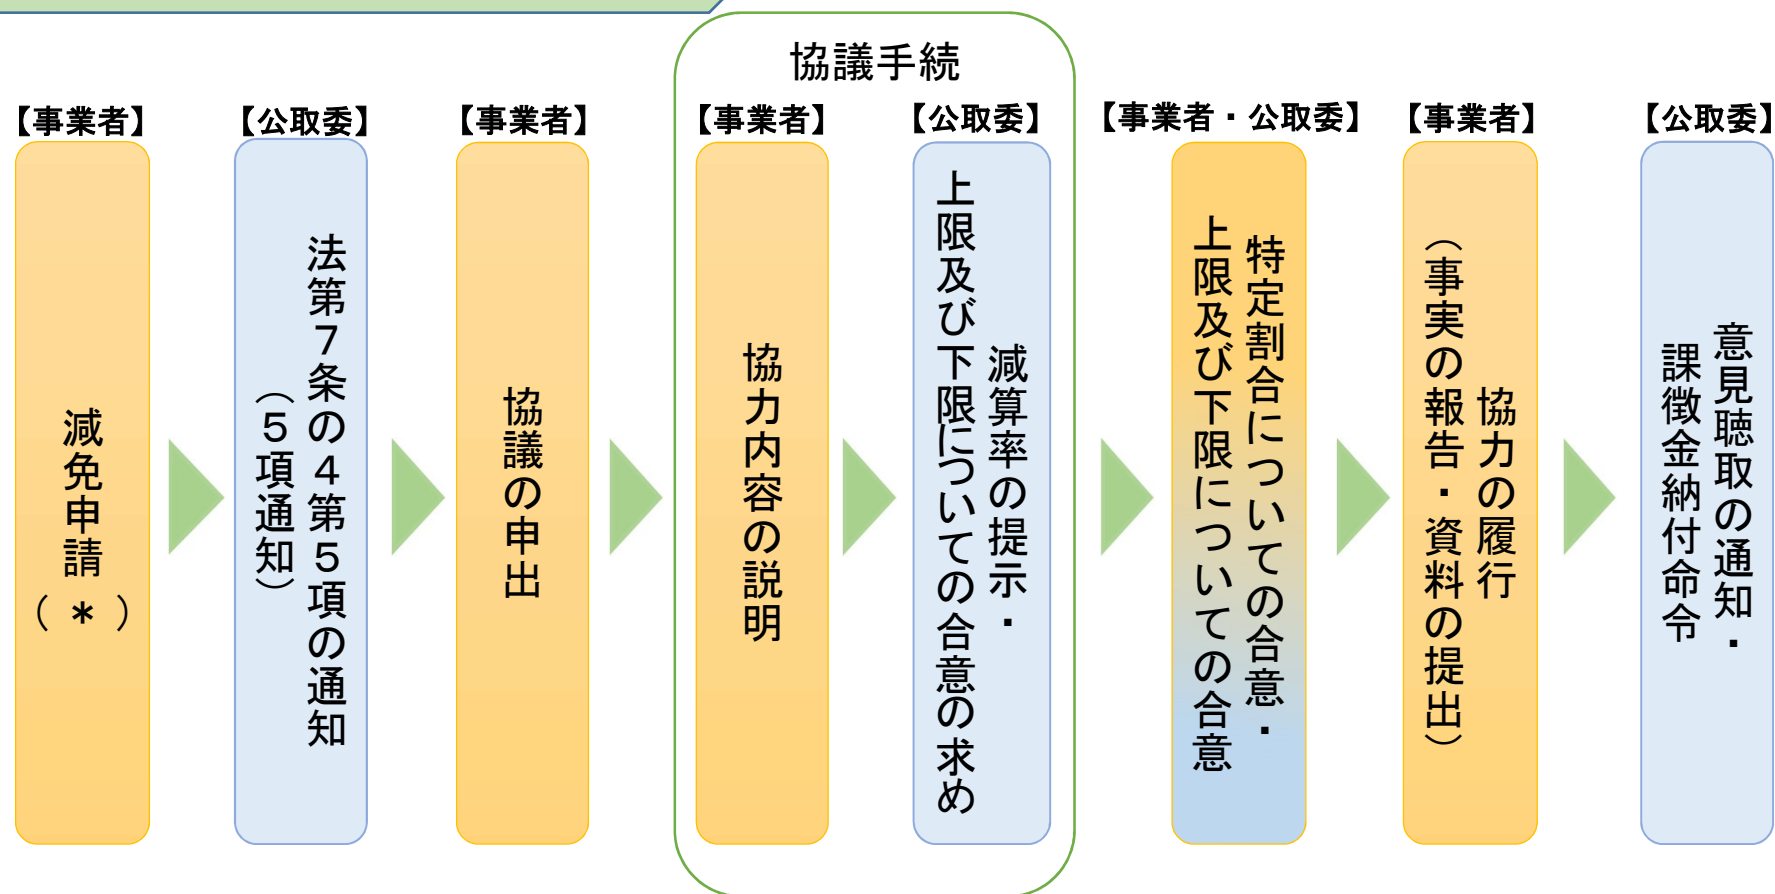 協議手続
【事業者】
減免申請
（＊）
【公取委】
法第７条の４第５項の通知
（５項通知）
【事業者】
協議の申出
【事業者】
協力内容の説明
【公取委】
減算率の提示・
上限及び下限についての合意の求め
【事業者・公取委】
特定割合についての合意・
上限及び下限についての合意
【事業者】
協力の履行
（事実の報告・資料の提出）
【公取委】
意見聴取の通知・
課徴金納付命令